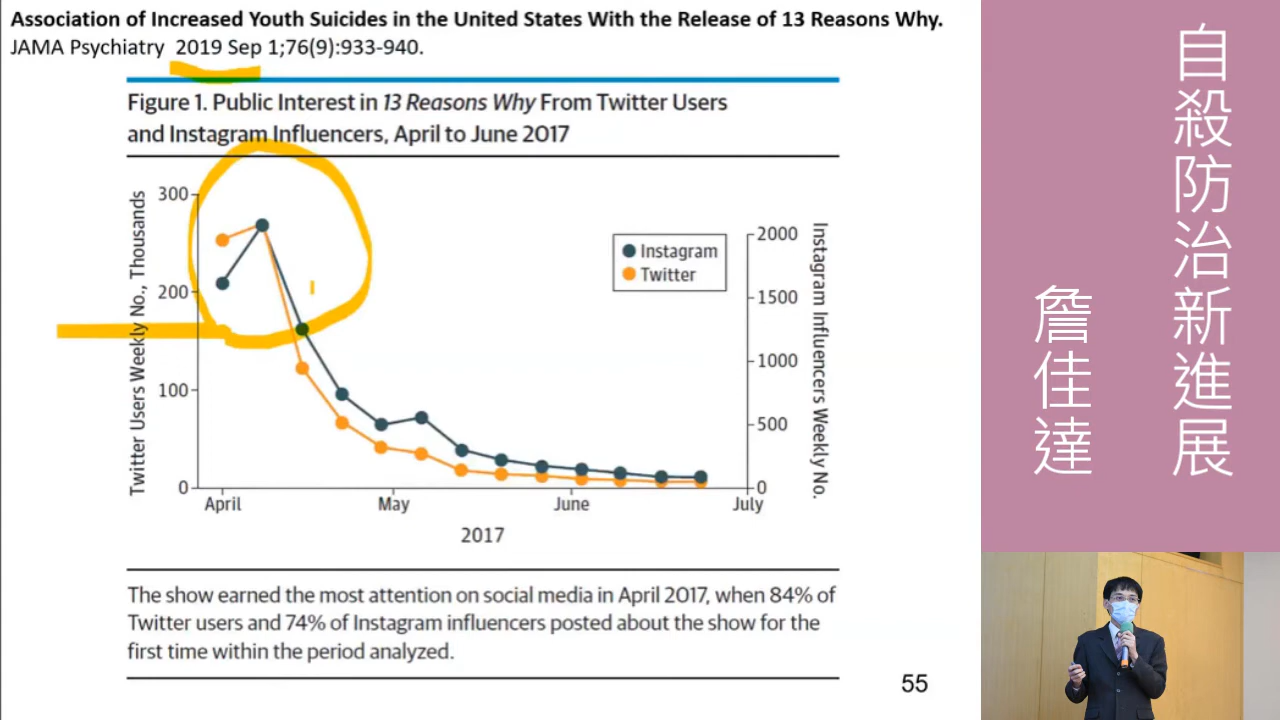 Association of Increased Youth Suicides in the United States With the Release of 13 Reasons Why.
JAMA Psychiatry 2019 Sep 1;76(9):933-940.
Figure 1. Public Interest in 13 Reasons Why From Twitter Users
and Instagram Influencers, April to June 2017
Twitter Users Weekly No., Thousands
300
200
100
0
Instagram
Twitter
2000
1500
1000
500
0
Instagram Influencers Weekly No.
April
May
June
July
2017
The show earned the most attention on social media in April 2017, when 84% of
Twitter users and 74% of Instagram influencers posted about the show for the
first time within the period analyzed.
55
自殺防治新進展
詹佳達